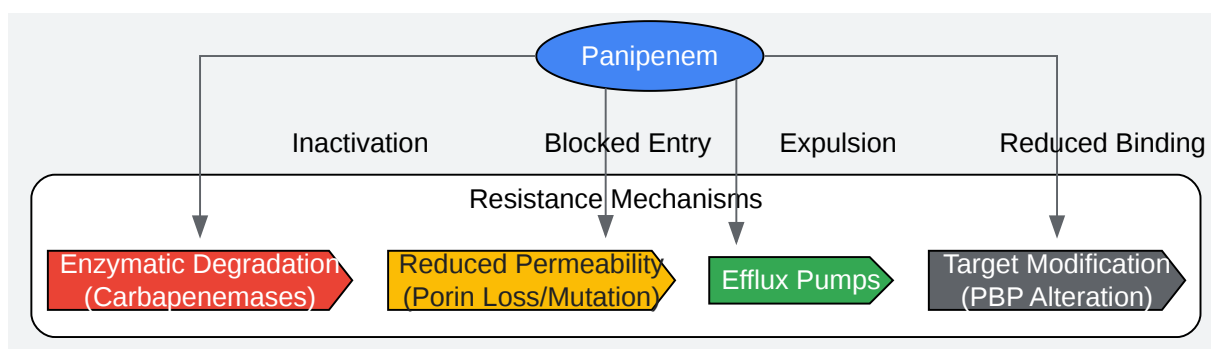 Panipenem
Inactivation
Blocked Entry
Expulsion
Reduced Binding
Resistance Mechanisms
Enzymatic Degradation
(Carbapenemases)
Reduced Permeability
(Porin Loss/Mutation)
Efflux Pumps
Target Modification
(PBP Alteration)